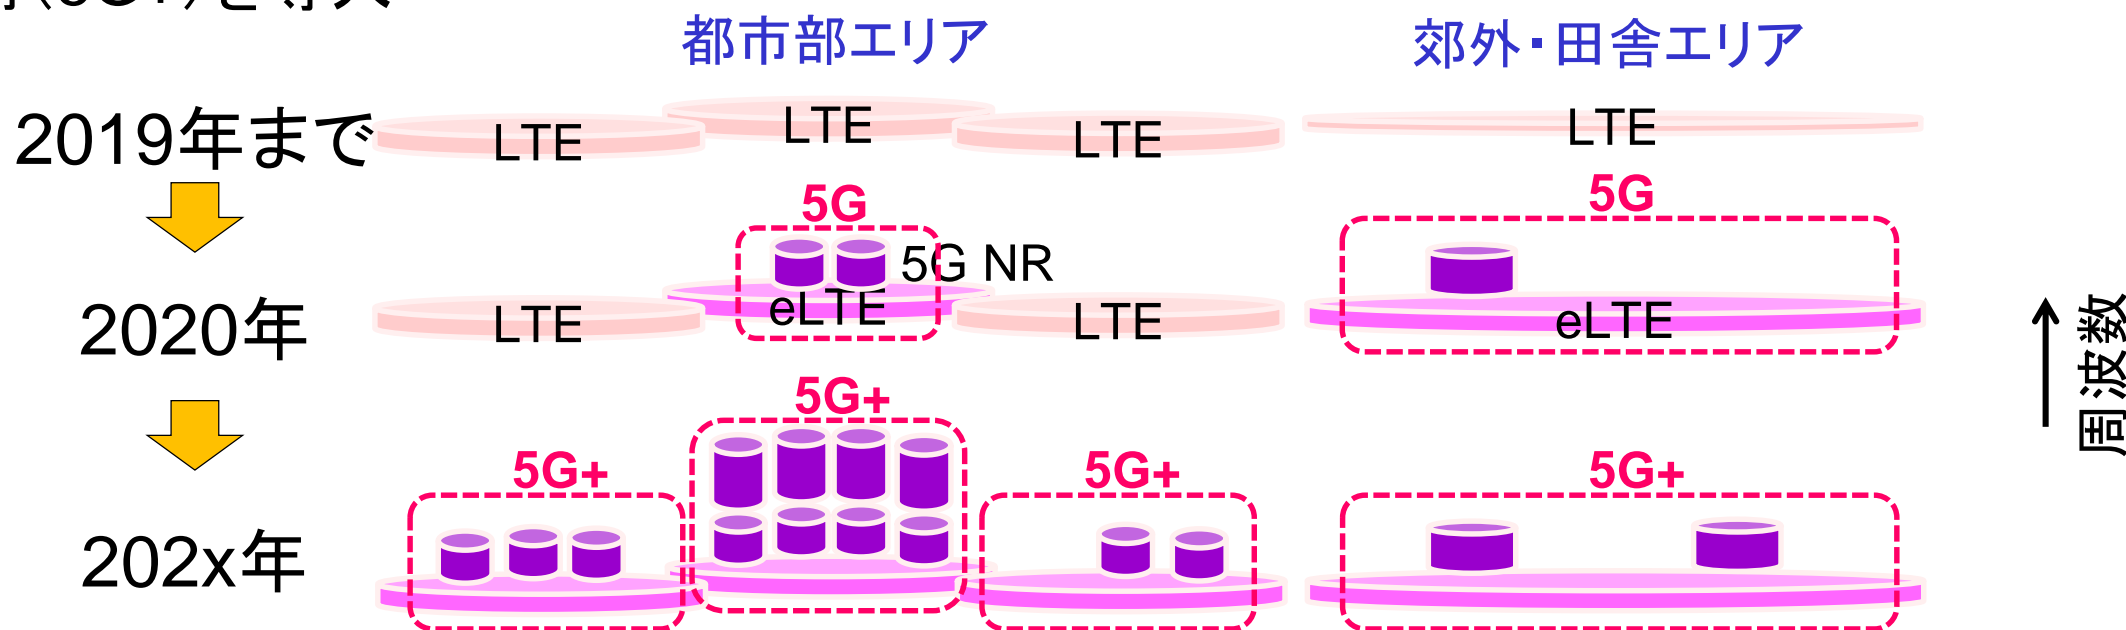 都市部エリア
郊外・田舎エリア
2019年まで
LTE
LTE
LTE
LTE
5G
5G
5G NR
2020年
LTE
eLTE
LTE
eLTE
周波数
5G+
5G+
5G+
5G+
202x年